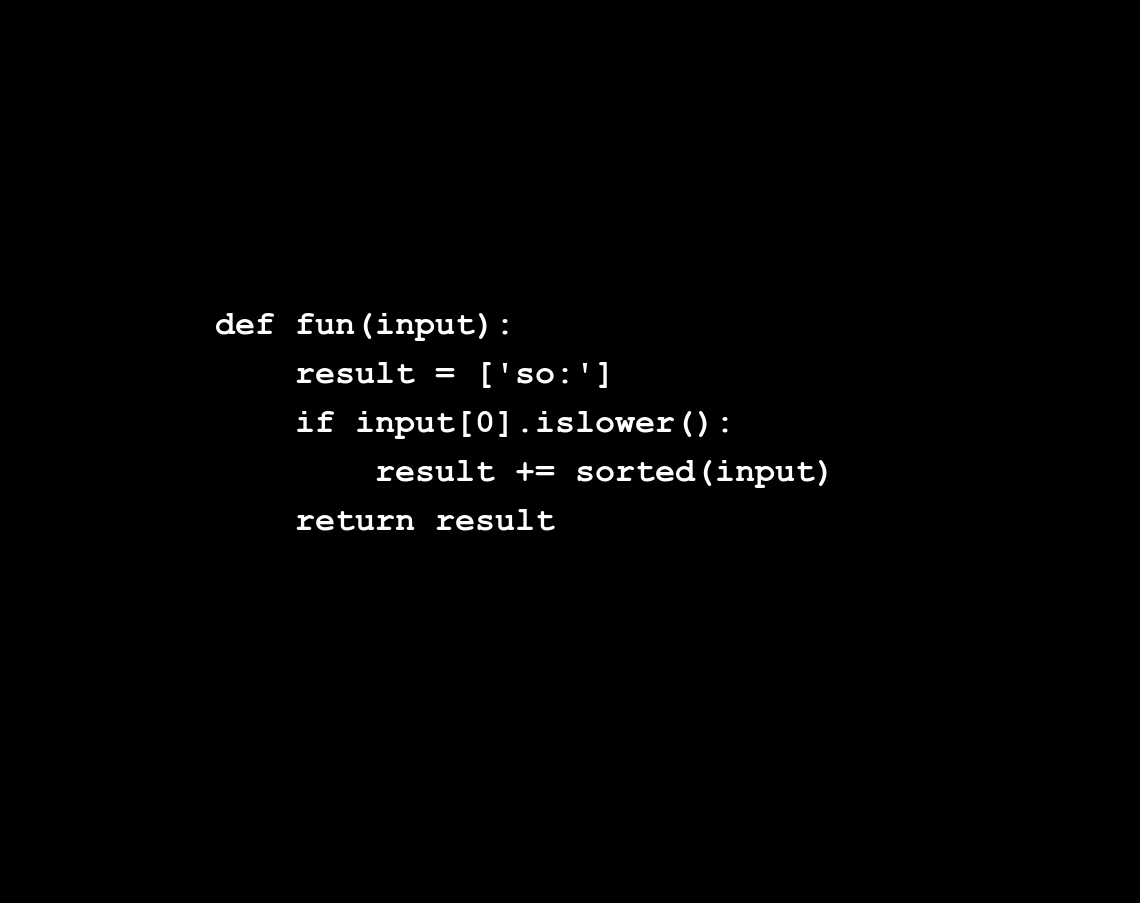 def fun(input):
    result = ['so:']
    if input[0].islower():
        result += sorted(input)
    return result